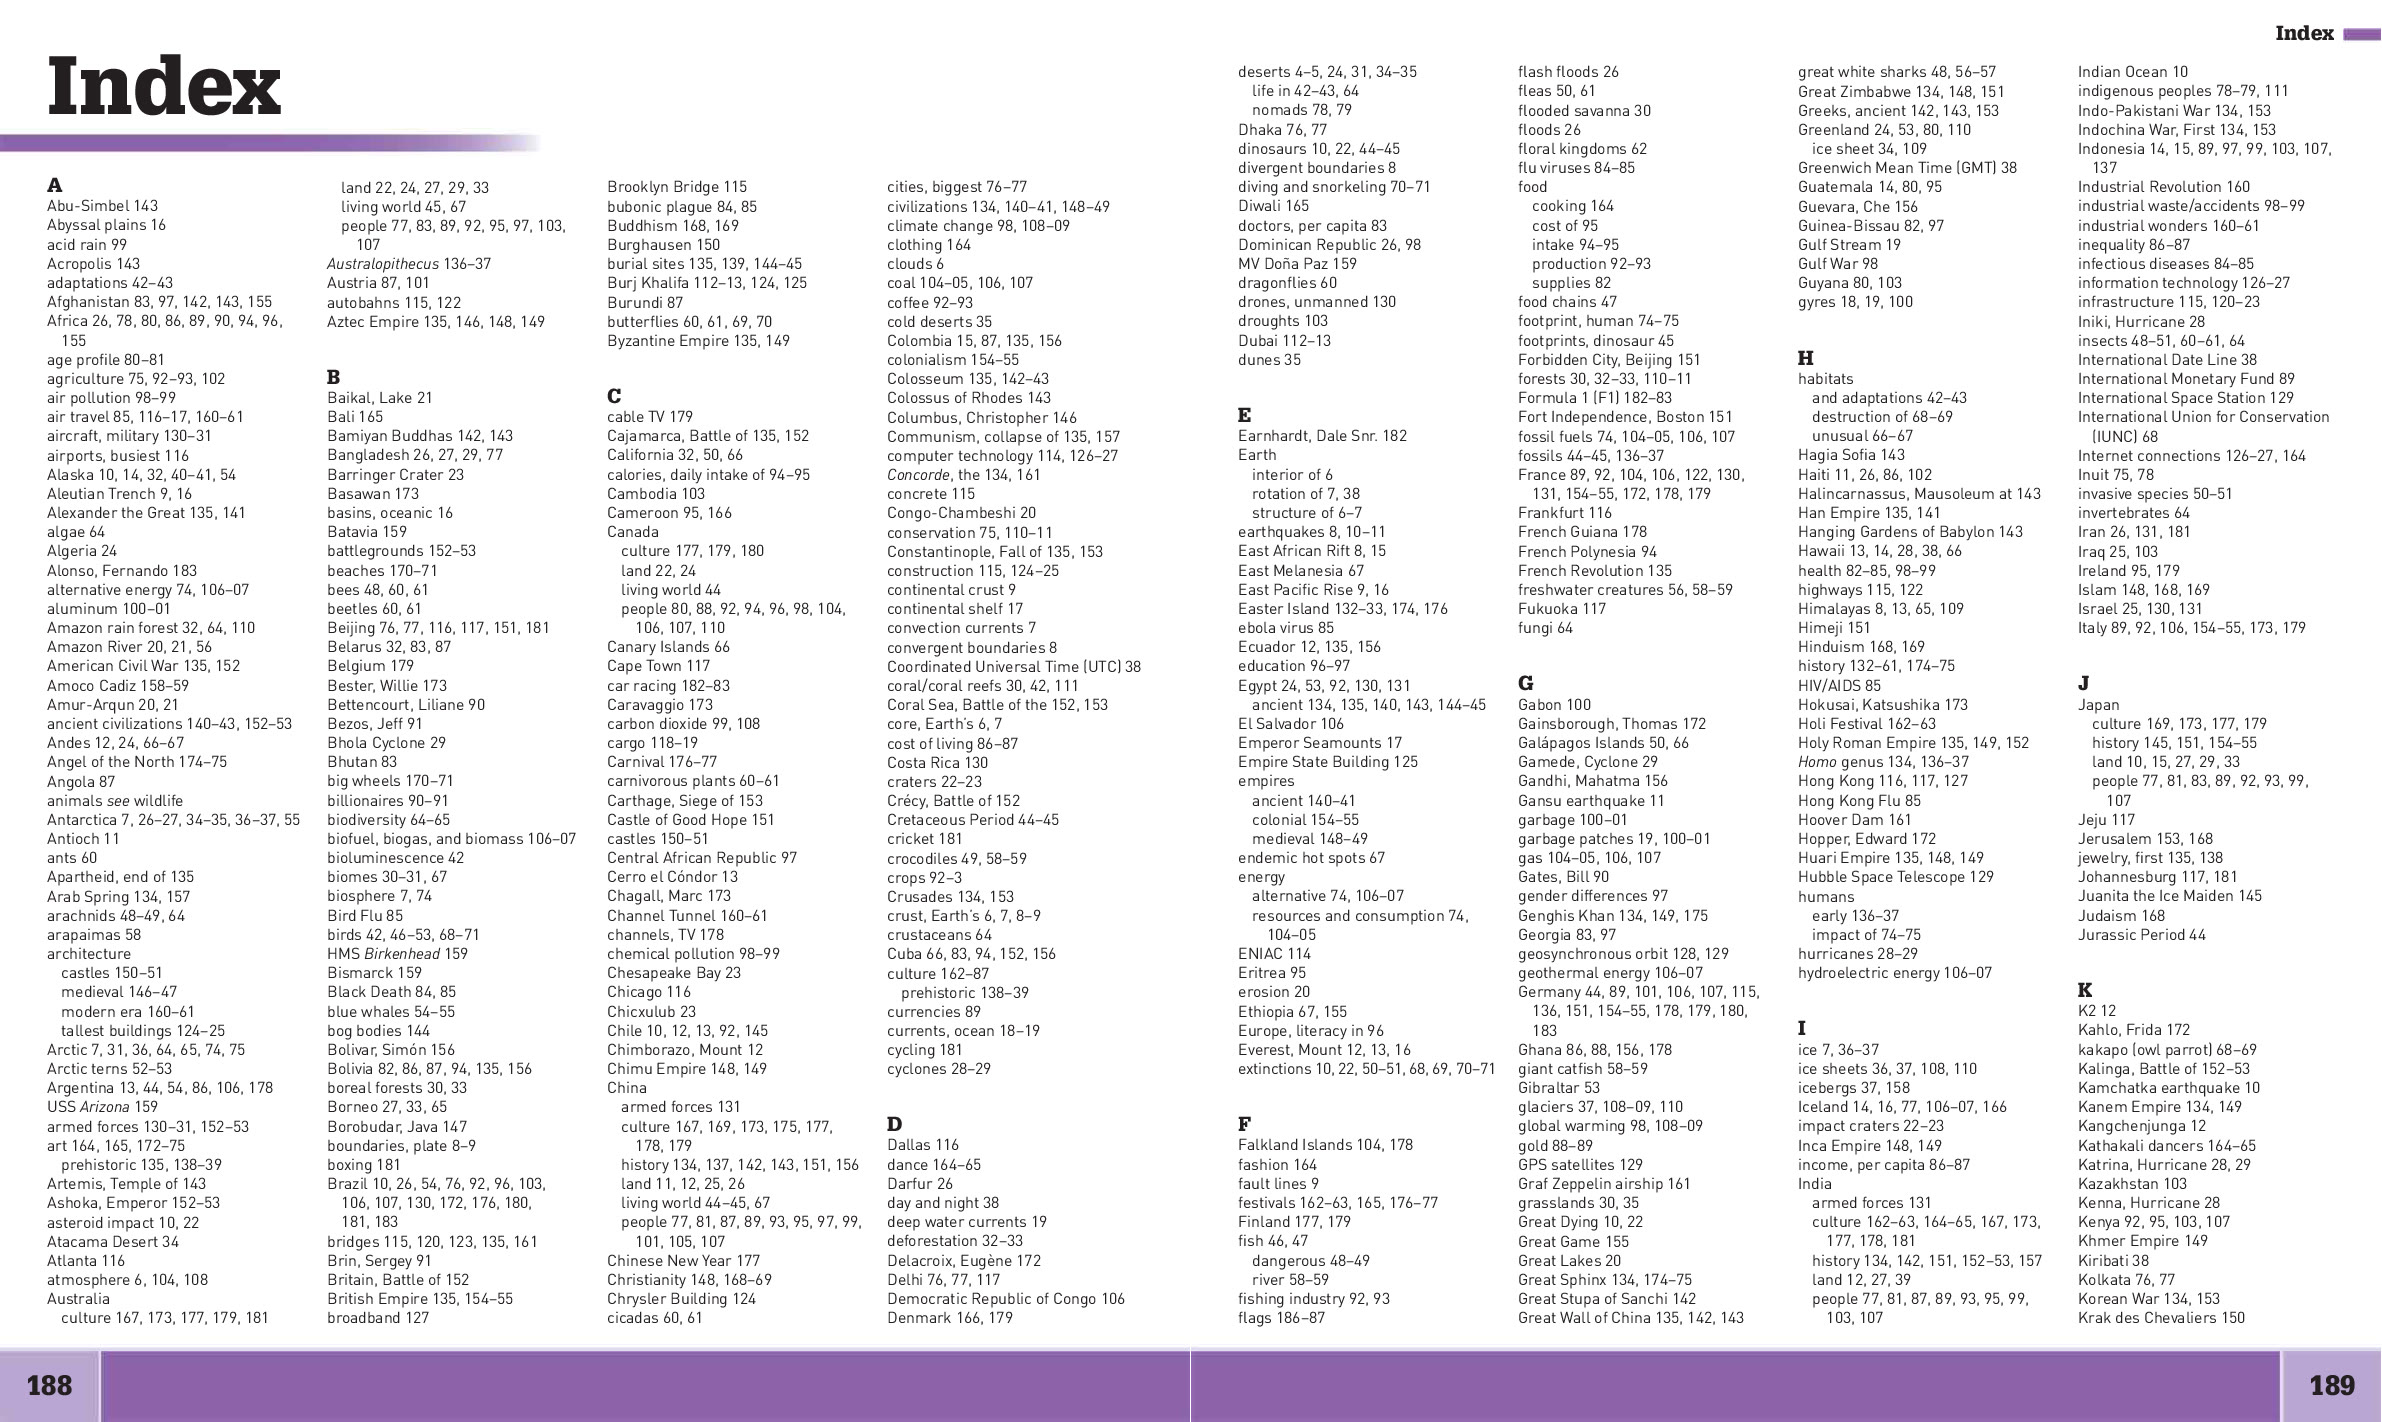 Index
Index
A
Abu-Simbel 143
Abyssal plains 16
acid rain 99
Acropolis 143
adaptations 42–43
Afghanistan 83, 97, 142, 143, 155
Africa 26, 78, 80, 86, 89, 90, 94, 96,
155
age profile 80–81
agriculture 75, 92–93, 102
air pollution 98–99
air travel 85, 116–17, 160–61
aircraft, military 130–31
airports, busiest 116
Alaska 10, 14, 32, 40–41, 54
Aleutian Trench 9, 16
Alexander the Great 135, 141
algae 64
Algeria 24
Alonso, Fernando 183
alternative energy 74, 106–07
aluminum 100–01
Amazon rain forest 32, 64, 110
Amazon River 20, 21, 56
American Civil War 135, 152
Amoco Cadiz 158–59
Amur-Arqun 20, 21
ancient civilizations 140–43, 152–53
Andes 12, 24, 66–67
Angel of the North 174–75
Angola 87
animals see wildlife
Antarctica 7, 26–27, 34–35, 36–37, 55
Antioch 11
ants 60
Apartheid, end of 135
Arab Spring 134, 157
arachnids 48–49, 64
arapaimas 58
architecture
castles 150–51
medieval 146–47
modern era 160–61
tallest buildings 124–25
Arctic 7, 31, 36, 64, 65, 74, 75
Arctic terns 52–53
Argentina 13, 44, 54, 86, 106, 178
USS Arizona 159
armed forces 130–31, 152–53
art 164, 165, 172–75
prehistoric 135, 138–39
Artemis, Temple of 143
Ashoka, Emperor 152–53
asteroid impact 10, 22
Atacama Desert 34
Atlanta 116
atmosphere 6, 104, 108
Australia
culture 167, 173, 177, 179, 181
land 22, 24, 27, 29, 33
living world 45, 67
people 77, 83, 89, 92, 95, 97, 103,
107
Australopithecus 136–37
Austria 87, 101
autobahns 115, 122
Aztec Empire 135, 146, 148, 149
B
Baikal, Lake 21
Bali 165
Bamiyan Buddhas 142, 143
Bangladesh 26, 27, 29, 77
Barringer Crater 23
Basawan 173
basins, oceanic 16
Batavia 159
battlegrounds 152–53
beaches 170–71
bees 48, 60, 61
beetles 60, 61
Beijing 76, 77, 116, 117, 151, 181
Belarus 32, 83, 87
Belgium 179
Bester, Willie 173
Bettencourt, Liliane 90
Bezos, Jeff 91
Bhola Cyclone 29
Bhutan 83
big wheels 170–71
billionaires 90–91
biodiversity 64–65
biofuel, biogas, and biomass 106–07
bioluminescence 42
biomes 30–31, 67
biosphere 7, 74
Bird Flu 85
birds 42, 46–53, 68–71
HMS Birkenhead 159
Bismarck 159
Black Death 84, 85
blue whales 54–55
bog bodies 144
Bolivar, Simón 156
Bolivia 82, 86, 87, 94, 135, 156
boreal forests 30, 33
Borneo 27, 33, 65
Borobudar, Java 147
boundaries, plate 8–9
boxing 181
Brazil 10, 26, 54, 76, 92, 96, 103,
106, 107, 130, 172, 176, 180,
181, 183
bridges 115, 120, 123, 135, 161
Brin, Sergey 91
Britain, Battle of 152
British Empire 135, 154–55
broadband 127
Brooklyn Bridge 115
bubonic plague 84, 85
Buddhism 168, 169
Burghausen 150
burial sites 135, 139, 144–45
Burj Khalifa 112–13, 124, 125
Burundi 87
butterflies 60, 61, 69, 70
Byzantine Empire 135, 149
C
cable TV 179
Cajamarca, Battle of 135, 152
California 32, 50, 66
calories, daily intake of 94–95
Cambodia 103
Cameroon 95, 166
Canada
culture 177, 179, 180
land 22, 24
living world 44
people 80, 88, 92, 94, 96, 98, 104,
106, 107, 110
Canary Islands 66
Cape Town 117
car racing 182–83
Caravaggio 173
carbon dioxide 99, 108
cargo 118–19
Carnival 176–77
carnivorous plants 60–61
Carthage, Siege of 153
Castle of Good Hope 151
castles 150–51
Central African Republic 97
Cerro el Cóndor 13
Chagall, Marc 173
Channel Tunnel 160–61
channels, TV 178
chemical pollution 98–99
Chesapeake Bay 23
Chicago 116
Chicxulub 23
Chile 10, 12, 13, 92, 145
Chimborazo, Mount 12
Chimu Empire 148, 149
China
armed forces 131
culture 167, 169, 173, 175, 177,
178, 179
history 134, 137, 142, 143, 151, 156
land 11, 12, 25, 26
living world 44–45, 67
people 77, 81, 87, 89, 93, 95, 97, 99,
101, 105, 107
Chinese New Year 177
Christianity 148, 168–69
Chrysler Building 124
cicadas 60, 61
cities, biggest 76–77
civilizations 134, 140–41, 148–49
climate change 98, 108–09
clothing 164
clouds 6
coal 104–05, 106, 107
coffee 92–93
cold deserts 35
Colombia 15, 87, 135, 156
colonialism 154–55
Colosseum 135, 142–43
Colossus of Rhodes 143
Columbus, Christopher 146
Communism, collapse of 135, 157
computer technology 114, 126–27
Concorde, the 134, 161
concrete 115
Congo-Chambeshi 20
conservation 75, 110–11
Constantinople, Fall of 135, 153
construction 115, 124–25
continental crust 9
continental shelf 17
convection currents 7
convergent boundaries 8
Coordinated Universal Time (UTC) 38
coral/coral reefs 30, 42, 111
Coral Sea, Battle of the 152, 153
core, Earth's 6, 7
cost of living 86–87
Costa Rica 130
craters 22–23
Crécy, Battle of 152
Cretaceous Period 44–45
cricket 181
crocodiles 49, 58–59
crops 92–3
Crusades 134, 153
crust, Earth's 6, 7, 8–9
crustaceans 64
Cuba 66, 83, 94, 152, 156
culture 162–87
prehistoric 138–39
currencies 89
currents, ocean 18–19
cycling 181
cyclones 28–29
D
Dallas 116
dance 164–65
Darfur 26
day and night 38
deep water currents 19
deforestation 32–33
Delacroix, Eugène 172
Delhi 76, 77, 117
Democratic Republic of Congo 106
Denmark 166, 179
deserts 4–5, 24, 31, 34–35
life in 42–43, 64
nomads 78, 79
Dhaka 76, 77
dinosaurs 10, 22, 44–45
divergent boundaries 8
diving and snorkeling 70–71
Diwali 165
doctors, per capita 83
Dominican Republic 26, 98
MV Doña Paz 159
dragonflies 60
drones, unmanned 130
droughts 103
Dubai 112–13
dunes 35
E
Earnhardt, Dale Snr. 182
Earth
interior of 6
rotation of 7, 38
structure of 6–7
earthquakes 8, 10–11
East African Rift 8, 15
East Melanesia 67
East Pacific Rise 9, 16
Easter Island 132–33, 174, 176
ebola virus 85
Ecuador 12, 135, 156
education 96–97
Egypt 24, 53, 92, 130, 131
ancient 134, 135, 140, 143, 144–45
El Salvador 106
Emperor Seamounts 17
Empire State Building 125
empires
ancient 140–41
colonial 154–55
medieval 148–49
endemic hot spots 67
energy
alternative 74, 106–07
resources and consumption 74,
104–05
ENIAC 114
Eritrea 95
erosion 20
Ethiopia 67, 155
Europe, literacy in 96
Everest, Mount 12, 13, 16
extinctions 10, 22, 50–51, 68, 69, 70–71
F
Falkland Islands 104, 178
fashion 164
fault lines 9
festivals 162–63, 165, 176–77
Finland 177, 179
fish 46, 47
dangerous 48–49
river 58–59
fishing industry 92, 93
flags 186–87
flash floods 26
fleas 50, 61
flooded savanna 30
floods 26
floral kingdoms 62
flu viruses 84–85
food
cooking 164
cost of 95
intake 94–95
production 92–93
supplies 82
food chains 47
footprint, human 74–75
footprints, dinosaur 45
Forbidden City, Beijing 151
forests 30, 32–33, 110–11
Formula 1 (F1) 182–83
Fort Independence, Boston 151
fossil fuels 74, 104–05, 106, 107
fossils 44–45, 136–37
France 89, 92, 104, 106, 122, 130,
131, 154–55, 172, 178, 179
Frankfurt 116
French Guiana 178
French Polynesia 94
French Revolution 135
freshwater creatures 56, 58–59
Fukuoka 117
fungi 64
G
Gabon 100
Gainsborough, Thomas 172
Galápagos Islands 50, 66
Gamede, Cyclone 29
Gandhi, Mahatma 156
Gansu earthquake 11
garbage 100–01
garbage patches 19, 100–01
gas 104–05, 106, 107
Gates, Bill 90
gender differences 97
Genghis Khan 134, 149, 175
Georgia 83, 97
geosynchronous orbit 128, 129
geothermal energy 106–07
Germany 44, 89, 101, 106, 107, 115,
136, 151, 154–55, 178, 179, 180,
183
Ghana 86, 88, 156, 178
giant catfish 58–59
Gibraltar 53
glaciers 37, 108–09, 110
global warming 98, 108–09
gold 88–89
GPS satellites 129
Graf Zeppelin airship 161
grasslands 30, 35
Great Dying 10, 22
Great Game 155
Great Lakes 20
Great Sphinx 134, 174–75
Great Stupa of Sanchi 142
Great Wall of China 135, 142, 143
great white sharks 48, 56–57
Great Zimbabwe 134, 148, 151
Greeks, ancient 142, 143, 153
Greenland 24, 53, 80, 110
ice sheet 34, 109
Greenwich Mean Time (GMT) 38
Guatemala 14, 80, 95
Guevara, Che 156
Guinea-Bissau 82, 97
Gulf Stream 19
Gulf War 98
Guyana 80, 103
gyres 18, 19, 100
H
habitats
and adaptations 42–43
destruction of 68–69
unusual 66–67
Hagia Sofia 143
Haiti 11, 26, 86, 102
Halincarnassus, Mausoleum at 143
Han Empire 135, 141
Hanging Gardens of Babylon 143
Hawaii 13, 14, 28, 38, 66
health 82–85, 98–99
highways 115, 122
Himalayas 8, 13, 65, 109
Himeji 151
Hinduism 168, 169
history 132–61, 174–75
HIV/AIDS 85
Hokusai, Katsushika 173
Holi Festival 162–63
Holy Roman Empire 135, 149, 152
Homo genus 134, 136–37
Hong Kong 116, 117, 127
Hong Kong Flu 85
Hoover Dam 161
Hopper, Edward 172
Huari Empire 135, 148, 149
Hubble Space Telescope 129
humans
early 136–37
impact of 74–75
hurricanes 28–29
hydroelectric energy 106–07
I
ice 7, 36–37
ice sheets 36, 37, 108, 110
icebergs 37, 158
Iceland 14, 16, 77, 106–07, 166
impact craters 22–23
Inca Empire 148, 149
income, per capita 86–87
India
armed forces 131
culture 162–63, 164–65, 167, 173,
177, 178, 181
history 134, 142, 151, 152–53, 157
land 12, 27, 39
people 77, 81, 87, 89, 93, 95, 99,
103, 107
Indian Ocean 10
indigenous peoples 78–79, 111
Indo-Pakistani War 134, 153
Indochina War, First 134, 153
Indonesia 14, 15, 89, 97, 99, 103, 107,
137
Industrial Revolution 160
industrial waste/accidents 98–99
industrial wonders 160–61
inequality 86–87
infectious diseases 84–85
information technology 126–27
infrastructure 115, 120–23
Iniki, Hurricane 28
insects 48–51, 60–61, 64
International Date Line 38
International Monetary Fund 89
International Space Station 129
International Union for Conservation
(IUNC) 68
Internet connections 126–27, 164
Inuit 75, 78
invasive species 50–51
invertebrates 64
Iran 26, 131, 181
Iraq 25, 103
Ireland 95, 179
Islam 148, 168, 169
Israel 25, 130, 131
Italy 89, 92, 106, 154–55, 173, 179
J
Japan
culture 169, 173, 177, 179
history 145, 151, 154–55
land 10, 15, 27, 29, 33
people 77, 81, 83, 89, 92, 93, 99,
107
Jeju 117
Jerusalem 153, 168
jewelry, first 135, 138
Johannesburg 117, 181
Juanita the Ice Maiden 145
Judaism 168
Jurassic Period 44
K
K2 12
Kahlo, Frida 172
kakapo (owl parrot) 68–69
Kalinga, Battle of 152–53
Kamchatka earthquake 10
Kanem Empire 134, 149
Kangchenjunga 12
Kathakali dancers 164–65
Katrina, Hurricane 28, 29
Kazakhstan 103
Kenna, Hurricane 28
Kenya 92, 95, 103, 107
Khmer Empire 149
Kiribati 38
Kolkata 76, 77
Korean War 134, 153
Krak des Chevaliers 150
188
189